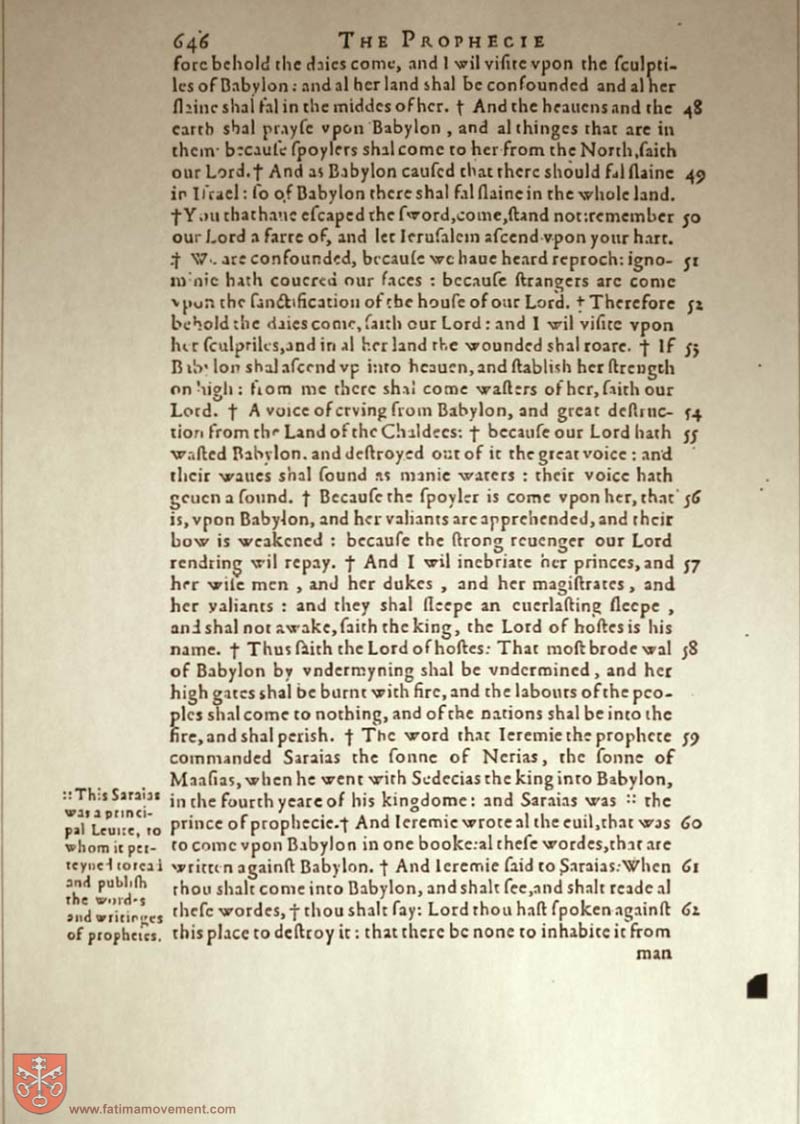 646 THE PROPHECIE
fore behold the daies come, and I wil viſite vpon the ſculpti-
les of Babylon: and al her land shal be confounded and al her
ſlaine shal fal in the middes of her. † And the heauens and the 48
earth shal prayſe vpon Babylon , and al thinges that are in
them: becauſe ſpoylers shal come to her from the North, ſaith
our Lord. † And as Babylon cauſed that there should fal ſlaine 49
in Iſrael: ſo of Babylon there shal fal ſlaine in the whole land.
† You that haue eſcaped the ſword, come, ſtand not: remember 50
our Lord a farre of, and let Ieruſalem aſcend vpon your hart.
† We are confounded, becauſe we haue heard reproch: igno- 51
minie hath couered our faces : becauſe ſtrangers are come
vpon the ſanctification of the houſe of our Lord. † Therefore 52
behold the daies come, ſaith our Lord: and I wil viſite vpon
her ſculptiles, and in al her land the wounded shal roare. † If 53
Babylon shal aſcend vp into heauen, and ſtablish her ſtrength
on high: from me there shal come waſters of her, ſaith our
Lord. † A voice of crying from Babylon, and great deſtruc- 54
tion from the Land of the Chaldees: † becauſe our Lord hath 55
waſted Babylon, and deſtroyed out of it the great voice: and
their waues shal ſound as manie waters : their voice hath
geuen a ſound. † Becauſe the ſpoyler is come vpon her, that 56
is, vpon Babylon, and her valiants are apprehended, and their
bow is weakened : becauſe the ſtrong reuenger our Lord
rendring wil repay. † And I wil inebriate her princes, and 57
her wiſe men , and her dukes , and her magiſtrates , and
her valiants : and they shal ſleepe an euerlaſting ſleepe ,
and shal not awake, ſaith the king, the Lord of hoſtes is his
name. † Thus ſaith the Lord of hoſtes: That moſt brode wal 58
of Babylon by vndermyning shal be vndermined , and her
high gates shal be burnt with fire, and the labours of the peo-
ples shal come to nothing, and of the nations shal be into the
fire, and shal perish. † The word that Ieremie the prophete 59
commanded Saraias the ſonne of Nerias, the ſonne of
Maaſias, when he went with Sedecias the king into Babylon,
in the fourth yeare of his kingdome: and Saraias was :: the
prince of prophecie. † And Ieremie wrote al the euil, that was 60
to come vpon Babylon in one booke: al theſe wordes, that are
written againſt Babylon. † And Ieremie ſaid to Saraias: When 61
thou shalt come into Babylon, and shalt ſee, and shalt reade al
theſe wordes, † thou shalt ſay: Lord thou haſt ſpoken againſt 62
this place to deſtroy it: that there be none to inhabite it from
man
:: This Saraias
was a princi-
pal Leuite, to
whom it per-
teyned to read
and publish
the wordes
and writinges
of prophetes.
www.fatimamovement.com